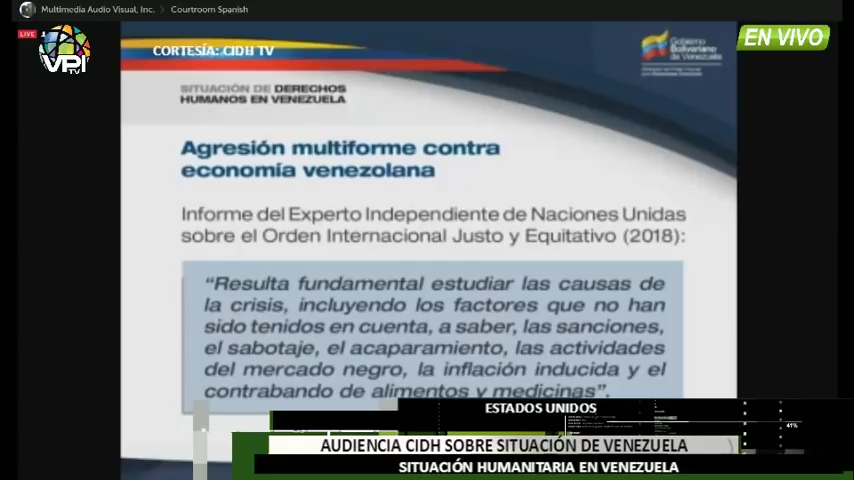 Multimedia Audio Visual, Inc. > Courtroom Spanish
LIVE
VPI
TV
CORTESÍA: CIDH TV
Gobierno
Bolivariano
de Venezuela
EN VIVO
SITUACIÓN DE DERECHOS
HUMANOS EN VENEZUELA
Agresión multiforme contra
economía venezolana
Informe del Experto Independiente de Naciones Unidas
sobre el Orden Internacional Justo y Equitativo (2018):
“Resulta fundamental estudiar las causas de
la crisis, incluyendo los factores que no han
sido tenidos en cuenta, a saber, las sanciones,
el sabotaje, el acaparamiento, las actividades
del mercado negro, la inflación inducida y el
contrabando de alimentos y medicinas”.
ESTADOS UNIDOS
41%
AUDIENCIA CIDH SOBRE SITUACIÓN DE VENEZUELA
SITUACIÓN HUMANITARIA EN VENEZUELA